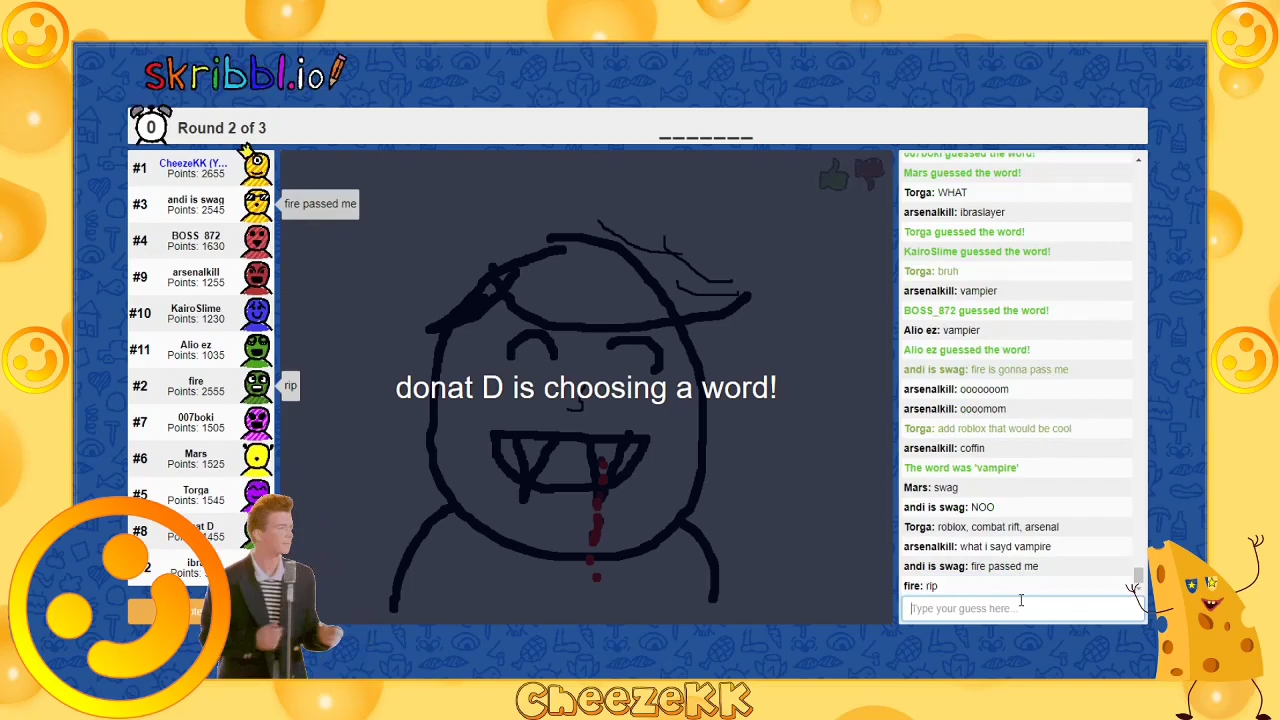 skribbl.io
0
Round 2 of 3
_______
#1
CheezeKK (Y...
Points: 2655
#3
andi is swag
Points: 2545
fire passed me
#4
BOSS_872
Points: 1630
#9
arsenalkill
Points: 1255
#10
KairoSlime
Points: 1230
#11
Alio ez
Points: 1035
#2
fire
Points: 2555
rip
#7
007boki
Points: 1505
#6
Mars
Points: 1525
#5
Torga
Points: 1545
#8
donat D is choosing a word!
007boki guessed the word!
Mars guessed the word!
Torga: WHAT
arsenalkill: ibraslayer
Torga guessed the word!
KairoSlime guessed the word!
Torga: bruh
arsenalkill: vampier
BOSS_872 guessed the word!
Alio ez: vampier
Alio ez guessed the word!
andi is swag: fire is gonna pass me
arsenalkill: ooooooom
arsenalkill: oooomom
Torga: add roblox that would be cool
arsenalkill: coffin
The word was 'vampire'
Mars: swag
andi is swag: NOO
Torga: roblox, combat rift, arsenal
arsenalkill: what i sayd vampire
andi is swag: fire passed me
fire: rip
Type your guess here...
CheezeKK